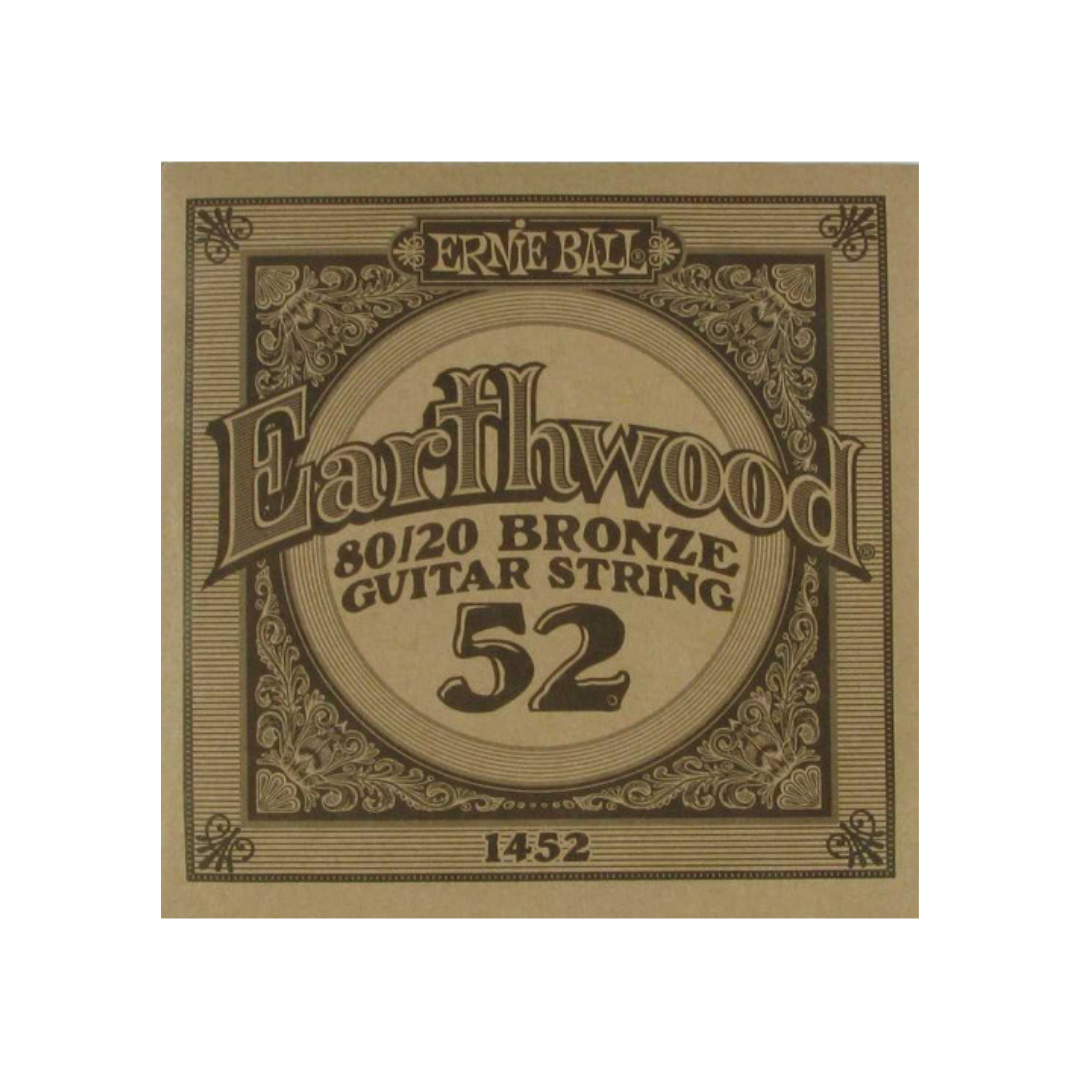 ERNiE BALL®
Earthwood®
80/20 BRONZE
GUITAR STRING
52
1452